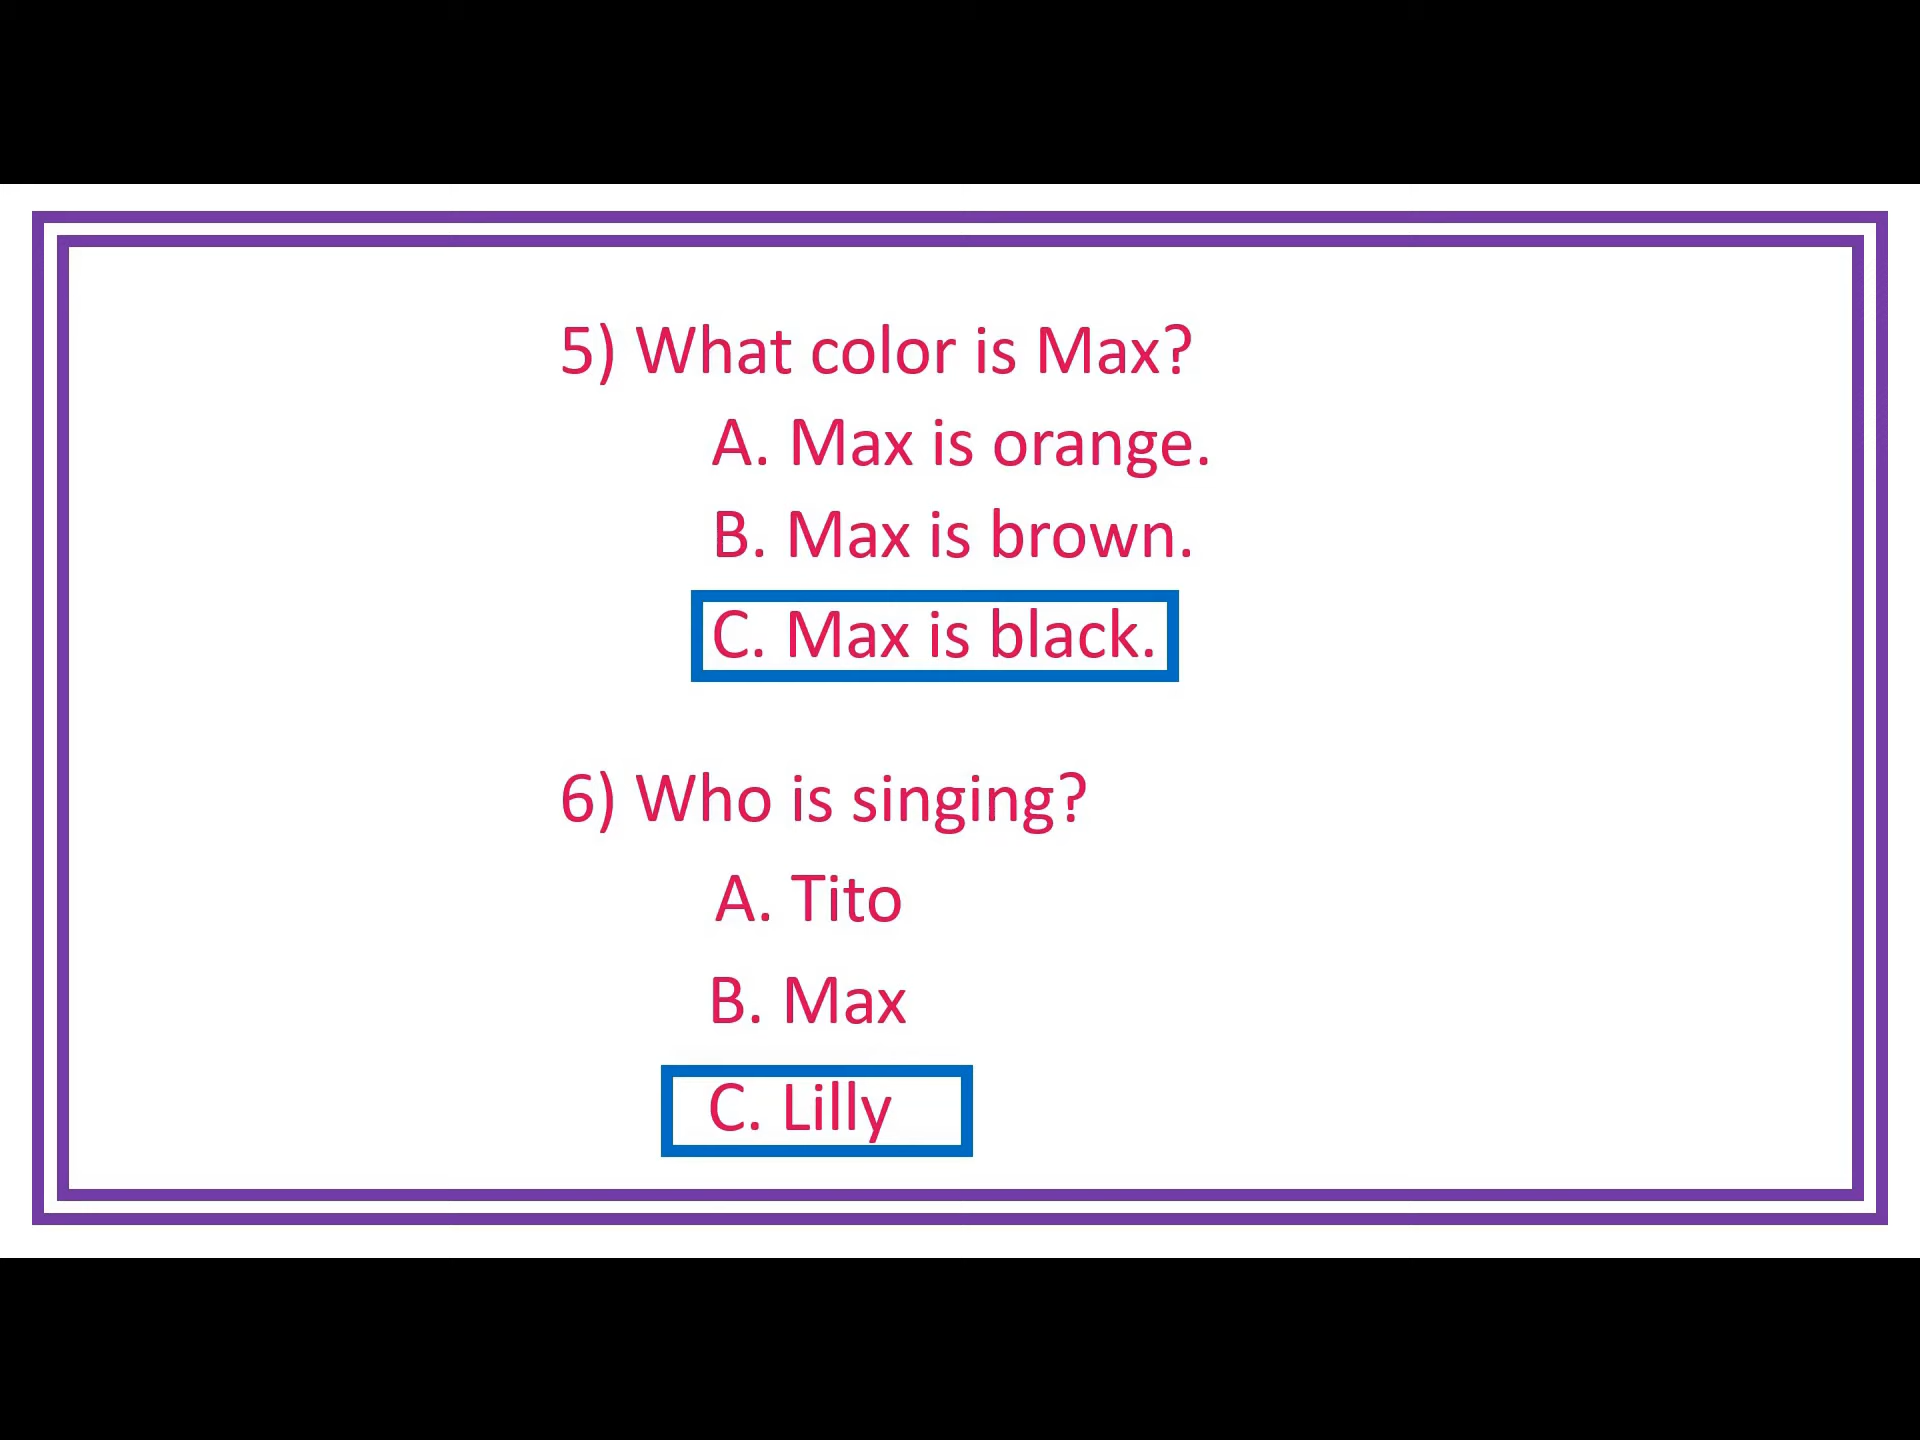 5) What color is Max?
A. Max is orange.
B. Max is brown.
C. Max is black.
6) Who is singing?
A. Tito
B. Max
C. Lilly